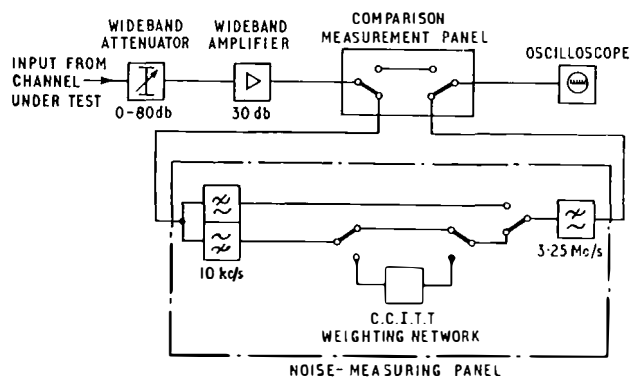 WIDEBAND
ATTENUATOR
WIDEBAND
AMPLIFIER
COMPARISON
MEASUREMENT PANEL
OSCILLOSCOPE
INPUT FROM
CHANNEL
UNDER TEST
0-80db
30 db
10 kc/s
3·25 Mc/s
C.C.I.T.T
WEIGHTING NETWORK
NOISE-MEASURING PANEL